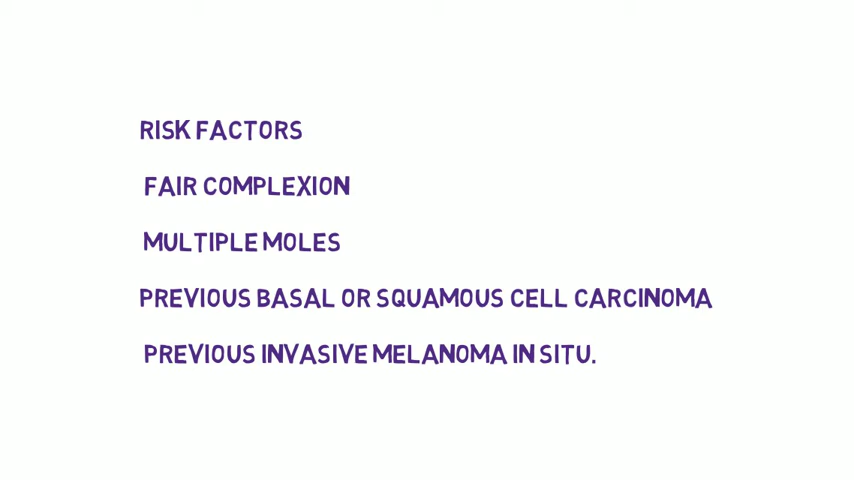 RISK FACTORS
FAIR COMPLEXION
MULTIPLE MOLES
PREVIOUS BASAL OR SQUAMOUS CELL CARCINOMA
PREVIOUS INVASIVE MELANOMA IN SITU.